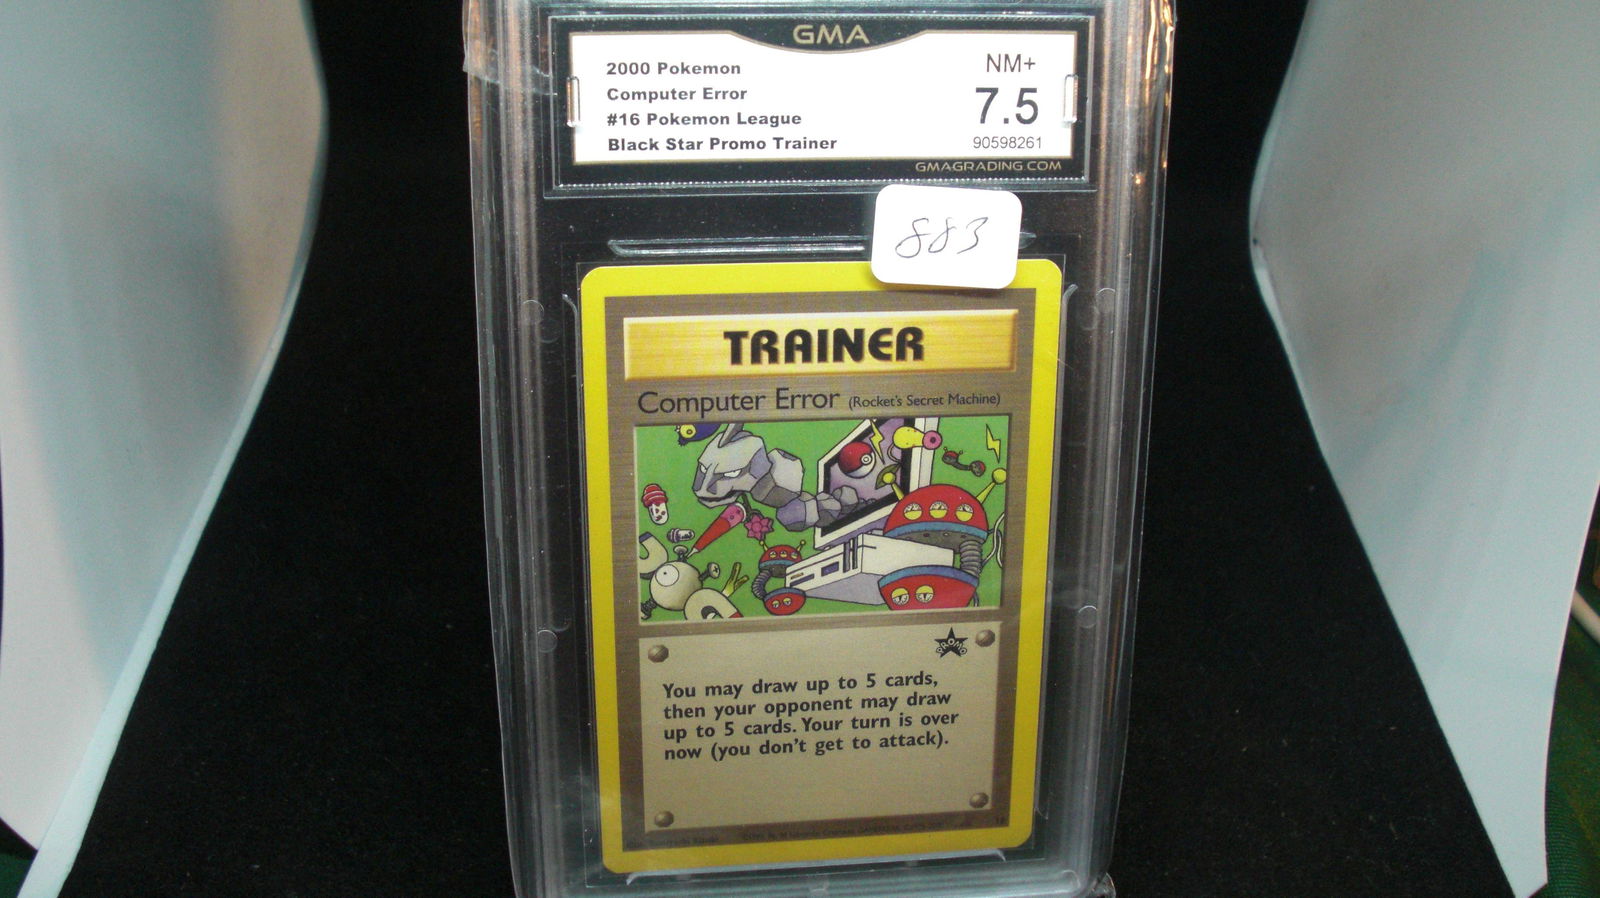 GMA
2000 Pokemon
Computer Error
#16 Pokemon League
Black Star Promo Trainer
NM+
7.5
90598261
GMAGRADING.COM
883
TRAINER
Computer Error (Rocket's Secret Machine)
PROMO
You may draw up to 5 cards,
then your opponent may draw
up to 5 cards. Your turn is over
now (you don't get to attack).
16